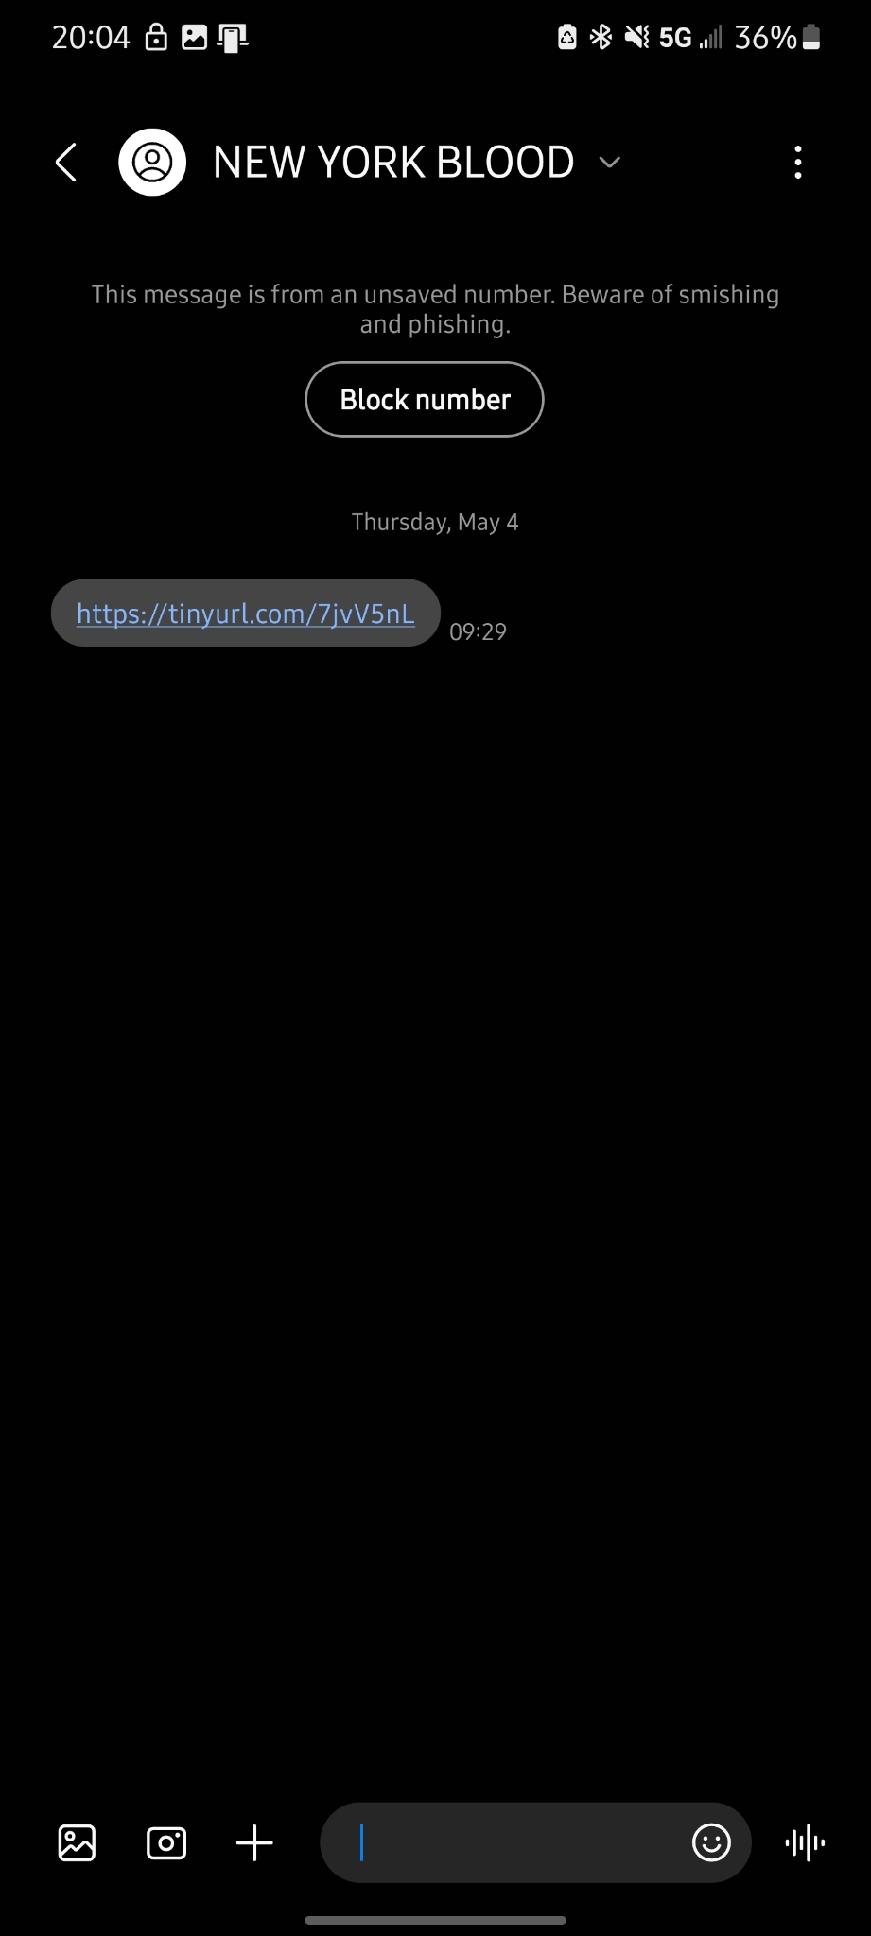 20:04 5G 36%
NEW YORK BLOOD
This message is from an unsaved number. Beware of smishing
and phishing.
Block number
Thursday, May 4
https://tinyurl.com/7jvV5nL
09:29